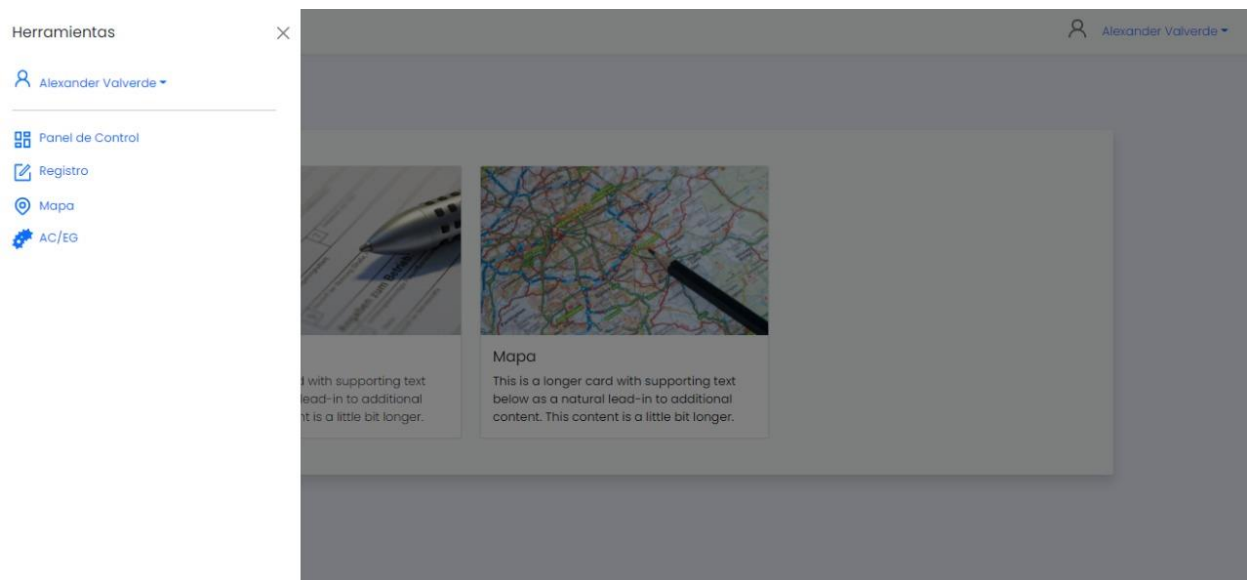 Herramientas
Alexander Valverde
Alexander Valverde
Panel de Control
Registro
Mapa
AC/EG
Mapa
with supporting text
lead-in to additional
is a little bit longer.
This is a longer card with supporting text
below as a natural lead-in to additional
content. This content is a little bit longer.